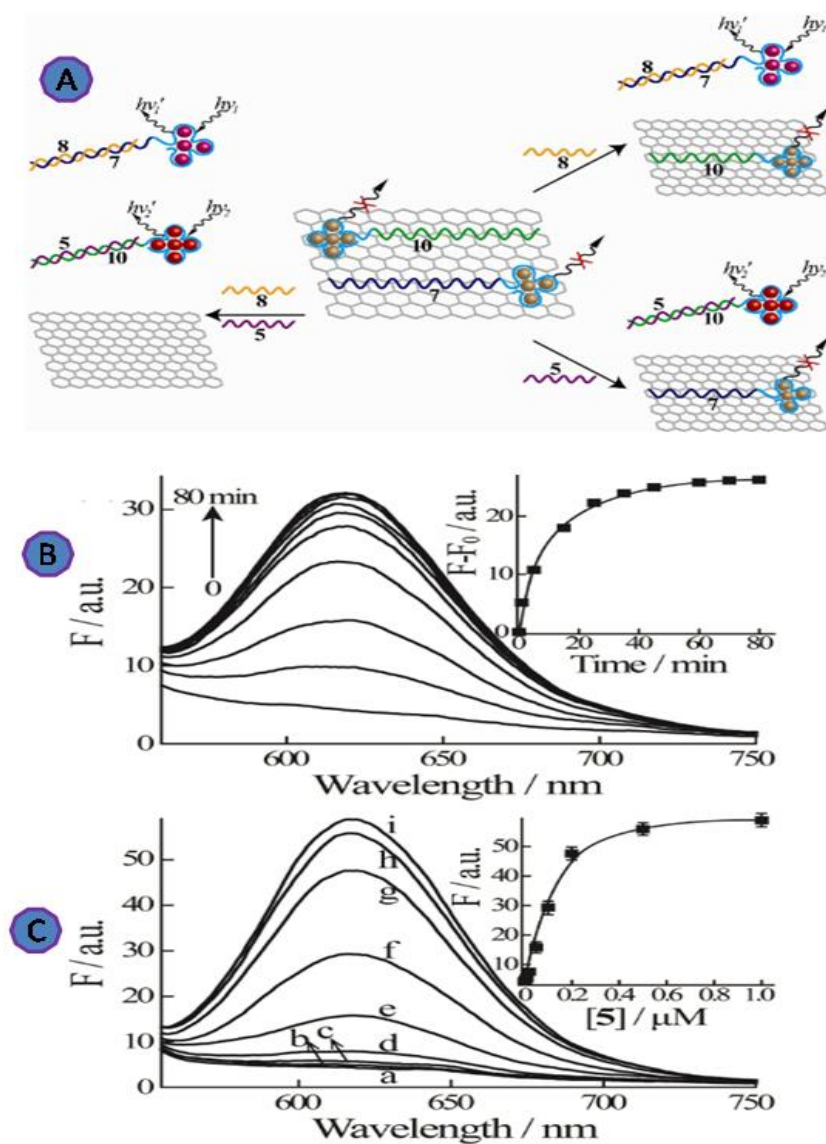 A
hν₁'
hν₁
8
7
hν₂'
hν₂
5
10
8
5
10
7
8
5
hν₁'
hν₁
8
7
10
hν₂'
hν₂
5
10
7
B
80 min
0
F / a.u.
30
20
10
0
600
650
700
750
Wavelength / nm
F-F₀ / a.u.
20
10
0
0
20
40
60
80
Time / min
C
F / a.u.
50
40
30
20
10
0
i
h
g
f
e
d
b
c
a
600
650
700
750
Wavelength / nm
F / a.u.
50
40
30
20
10
0
0.2
0.4
0.6
0.8
1.0
[5] / μM